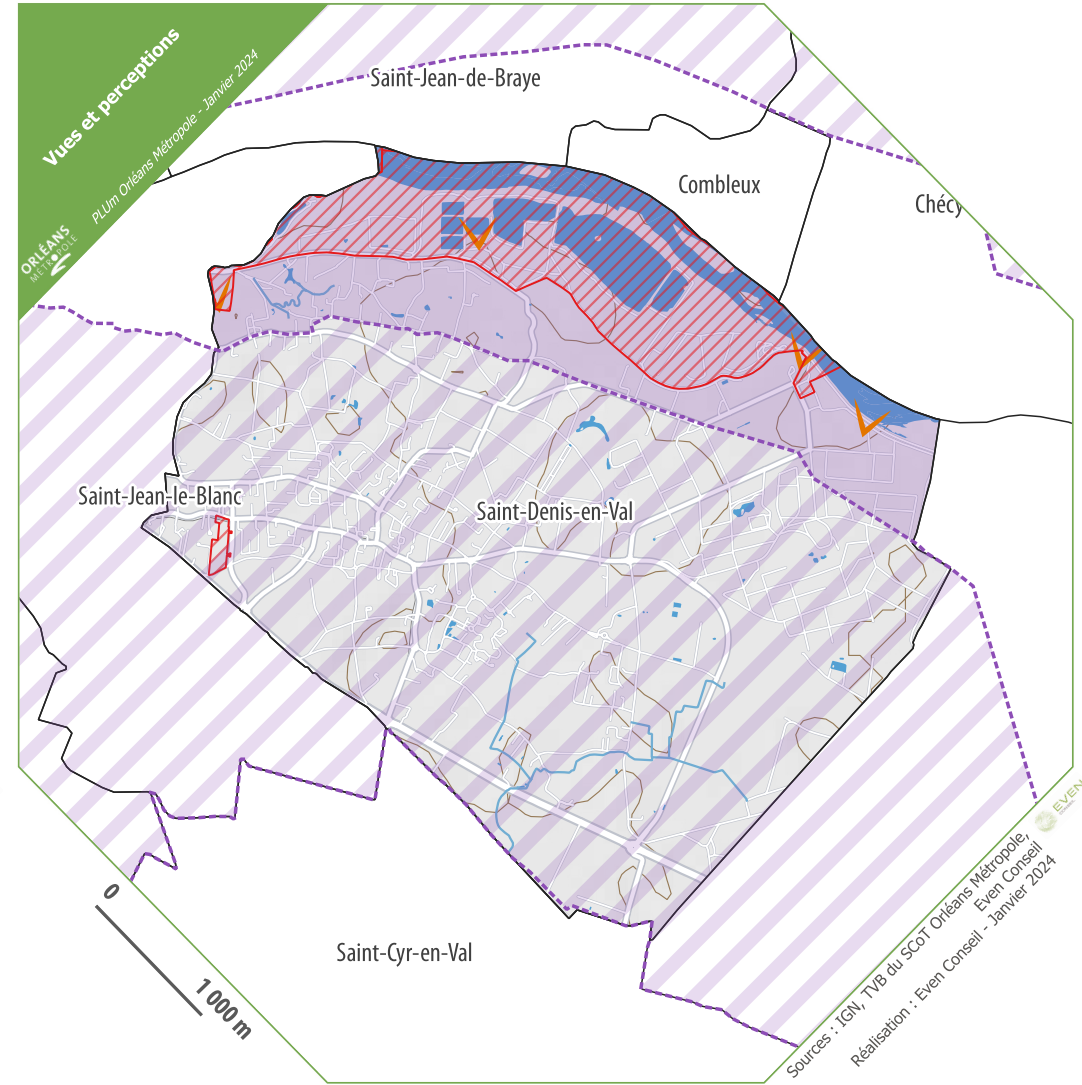 Vues et perceptions
PLUm Orléans Métropole - Janvier 2024
ORLÉANS
MÉTROPOLE
Saint-Jean-de-Braye
Combleux
Chécy
Saint-Jean-le-Blanc
Saint-Denis-en-Val
Saint-Cyr-en-Val
0
1 000 m
Sources : IGN, TVB du SCoT Orléans Métropole,
Even Conseil
Réalisation : Even Conseil - Janvier 2024
EVEN